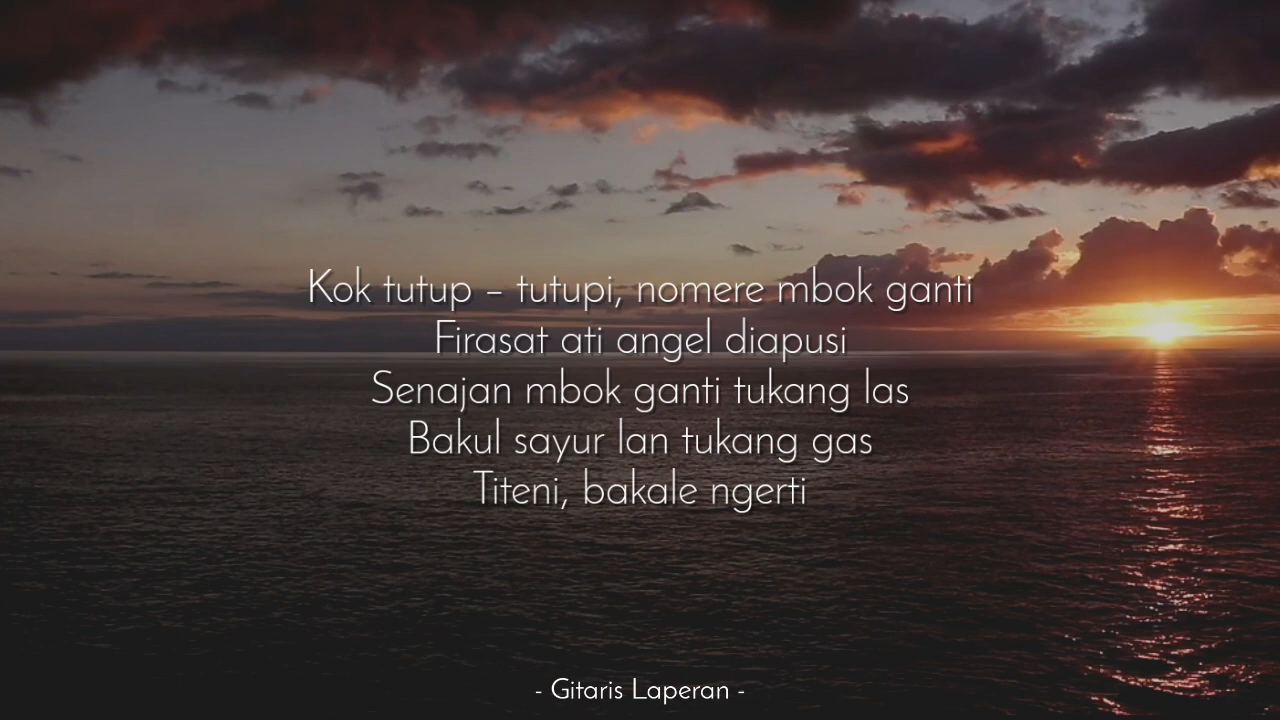 Kok tutup – tutupi, nomere mbok ganti
Firasat ati angel diapusi
Senajan mbok ganti tukang las
Bakul sayur lan tukang gas
Titeni, bakale ngerti
- Gitaris Laperan -